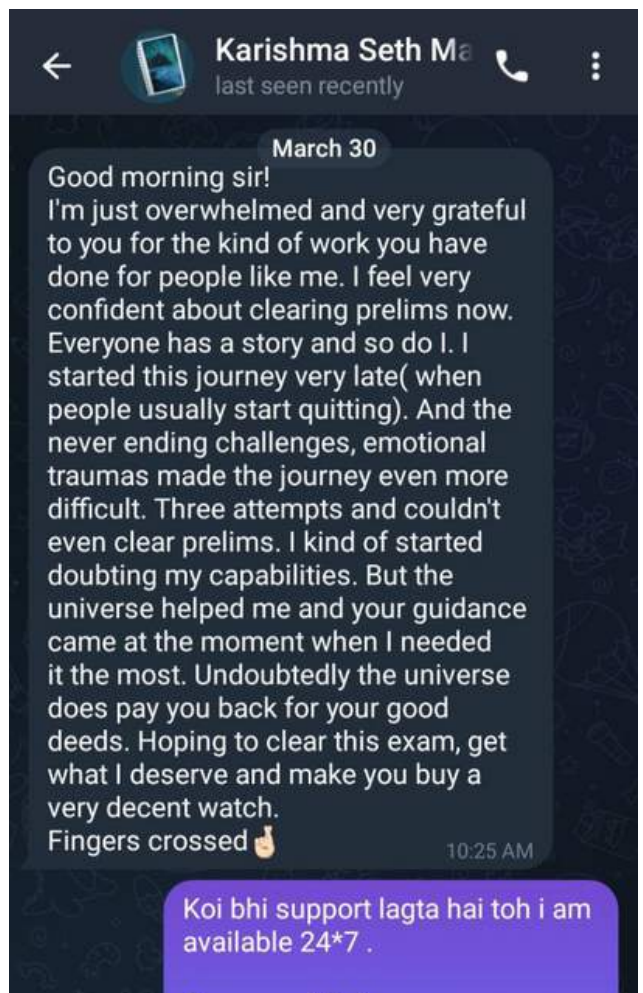 Karishma Seth Ma
last seen recently
March 30
Good morning sir!
I'm just overwhelmed and very grateful
to you for the kind of work you have
done for people like me. I feel very
confident about clearing prelims now.
Everyone has a story and so do I. I
started this journey very late( when
people usually start quitting). And the
never ending challenges, emotional
traumas made the journey even more
difficult. Three attempts and couldn't
even clear prelims. I kind of started
doubting my capabilities. But the
universe helped me and your guidance
came at the moment when I needed
it the most. Undoubtedly the universe
does pay you back for your good
deeds. Hoping to clear this exam, get
what I deserve and make you buy a
very decent watch.
Fingers crossed🤞🏻
10:25 AM
Koi bhi support lagta hai toh i am
available 24*7 .